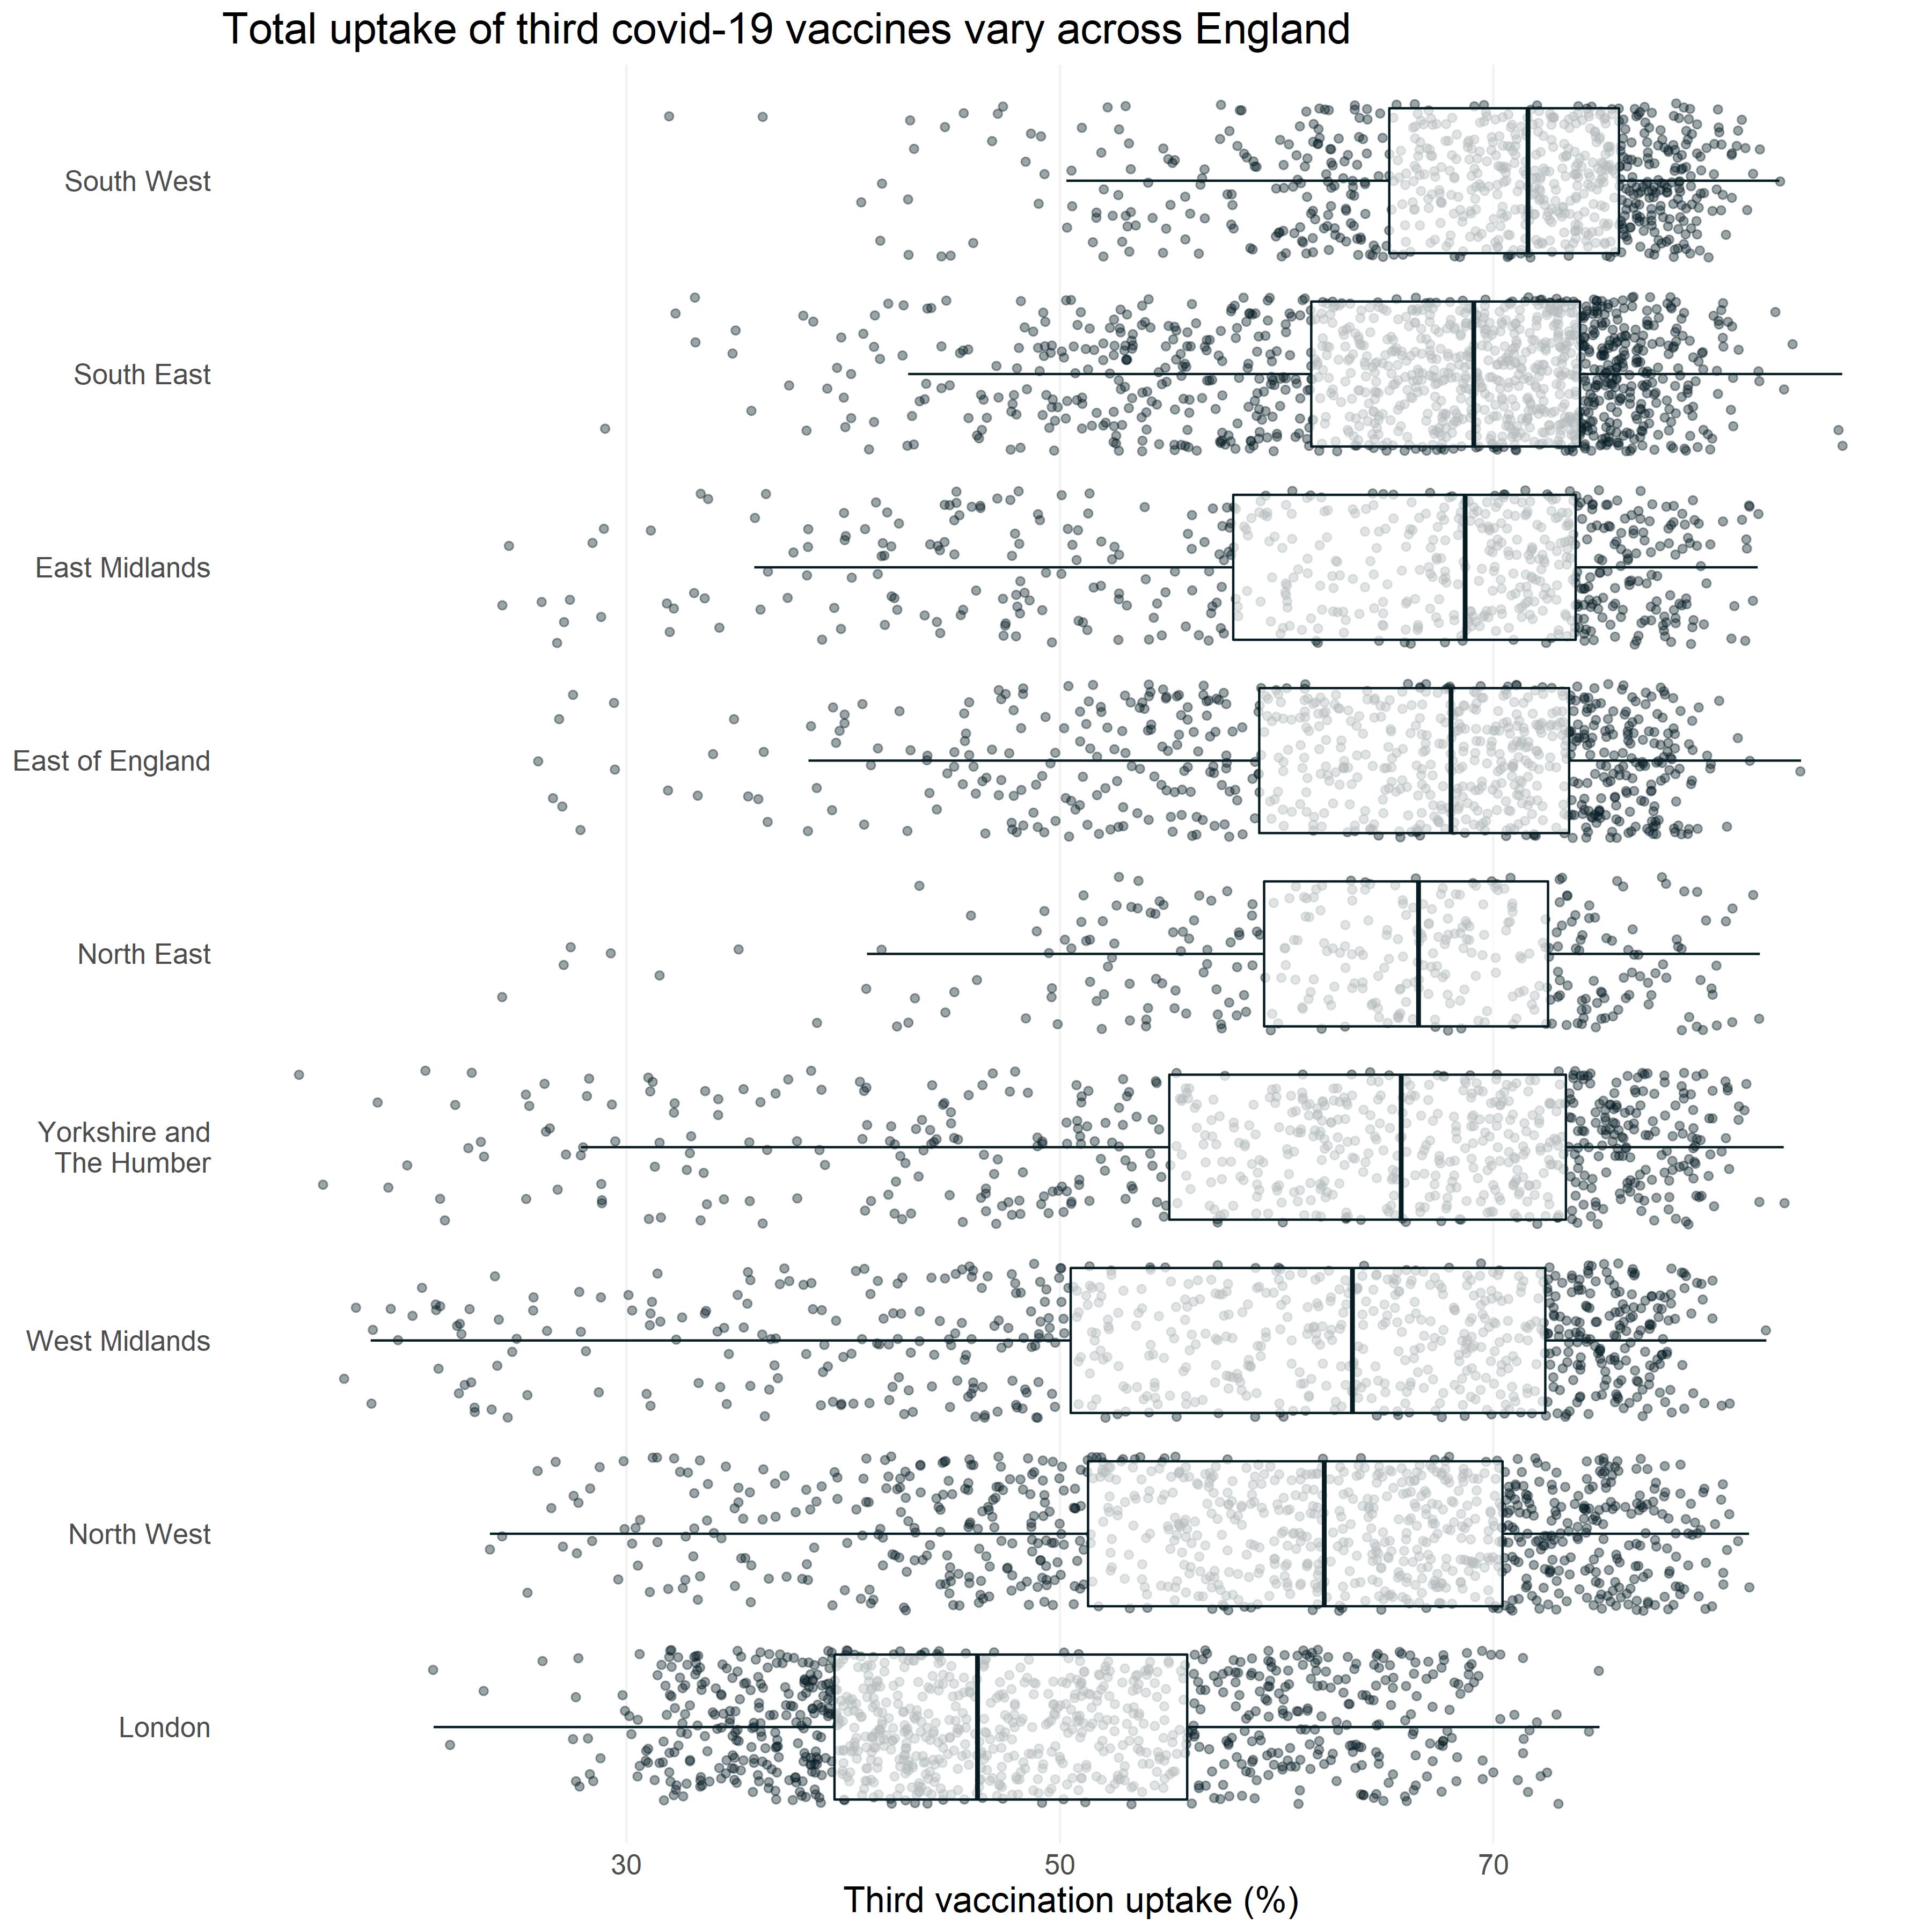 Total uptake of third covid-19 vaccines vary across England
South West
South East
East Midlands
East of England
North East
Yorkshire and
The Humber
West Midlands
North West
London
30 50 70
Third vaccination uptake (%)